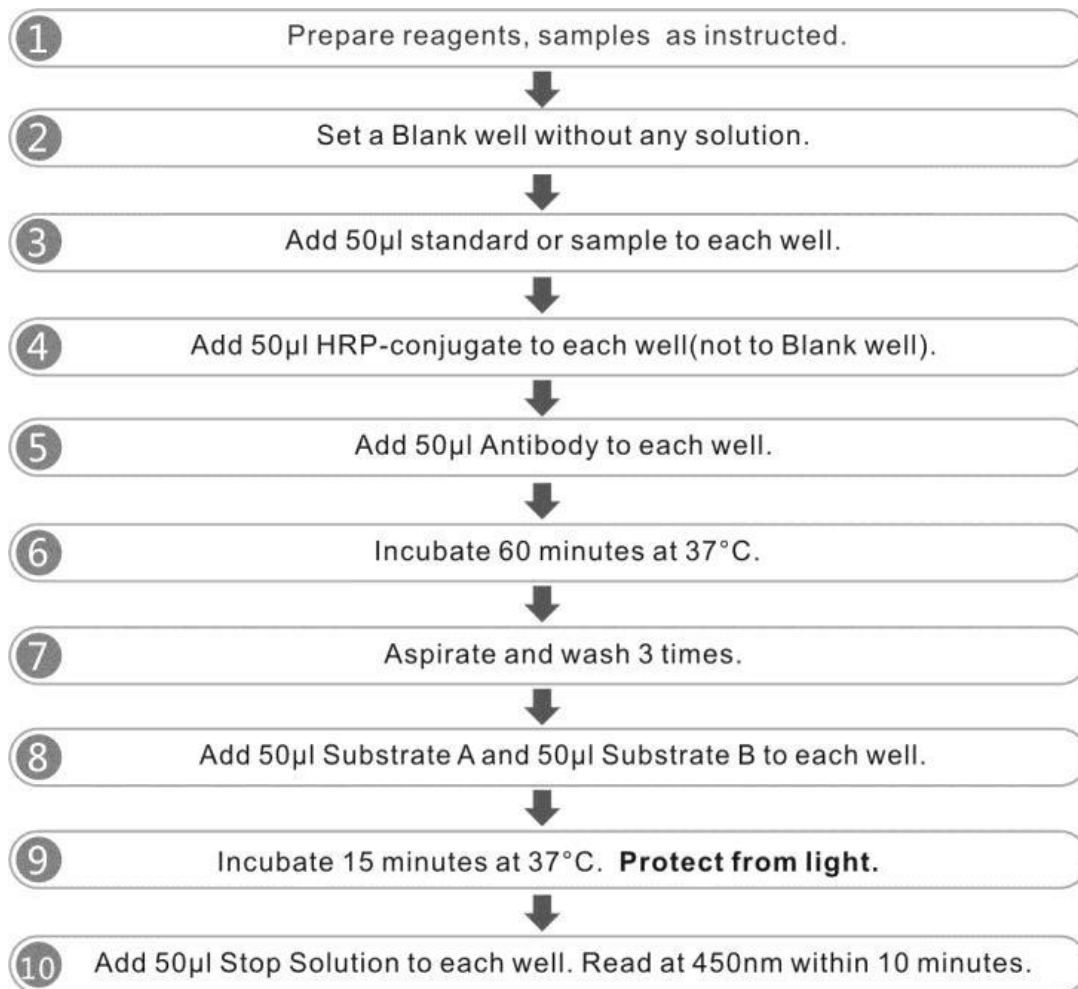 1 Prepare reagents, samples as instructed.
2 Set a Blank well without any solution.
3 Add 50µl standard or sample to each well.
4 Add 50µl HRP-conjugate to each well(not to Blank well).
5 Add 50µl Antibody to each well.
6 Incubate 60 minutes at 37°C.
7 Aspirate and wash 3 times.
8 Add 50µl Substrate A and 50µl Substrate B to each well.
9 Incubate 15 minutes at 37°C. Protect from light.
10 Add 50µl Stop Solution to each well. Read at 450nm within 10 minutes.